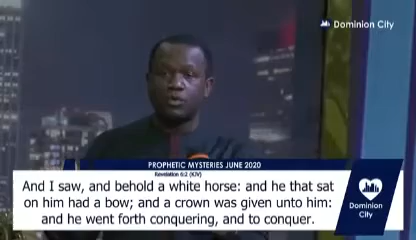 Dominion City
PROPHETIC MYSTERIES JUNE 2020
Revelation 6:2 (KJV)
And I saw, and behold a white horse: and he that sat
on him had a bow; and a crown was given unto him:
and he went forth conquering, and to conquer.
Dominion
City